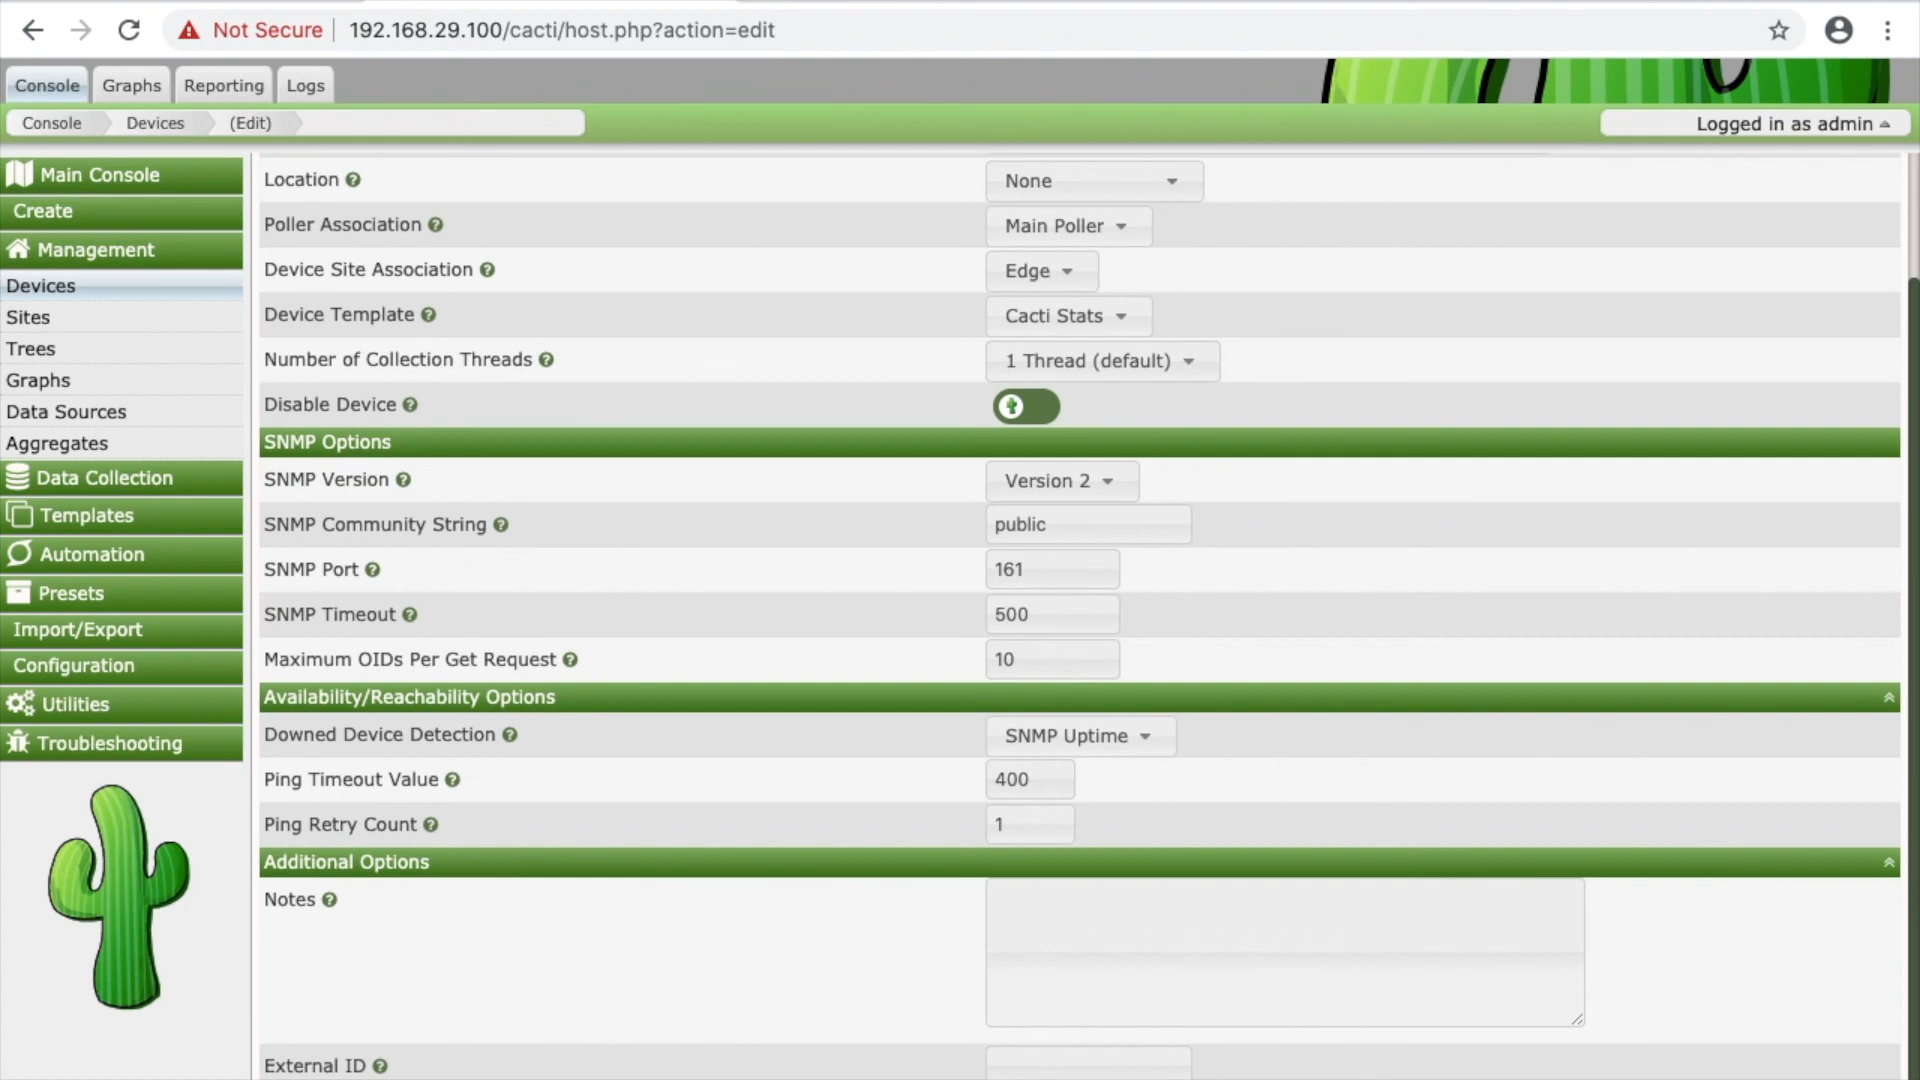 Not Secure 192.168.29.100/cacti/host.php?action=edit
Console Graphs Reporting Logs
Console Devices (Edit) Logged in as admin
Main Console
Create
Management
Devices
Sites
Trees
Graphs
Data Sources
Aggregates
Data Collection
Templates
Automation
Presets
Import/Export
Configuration
Utilities
Troubleshooting
Location None
Poller Association Main Poller
Device Site Association Edge
Device Template Cacti Stats
Number of Collection Threads 1 Thread (default)
Disable Device
SNMP Options
SNMP Version Version 2
SNMP Community String public
SNMP Port 161
SNMP Timeout 500
Maximum OIDs Per Get Request 10
Availability/Reachability Options
Downed Device Detection SNMP Uptime
Ping Timeout Value 400
Ping Retry Count 1
Additional Options
Notes
External ID